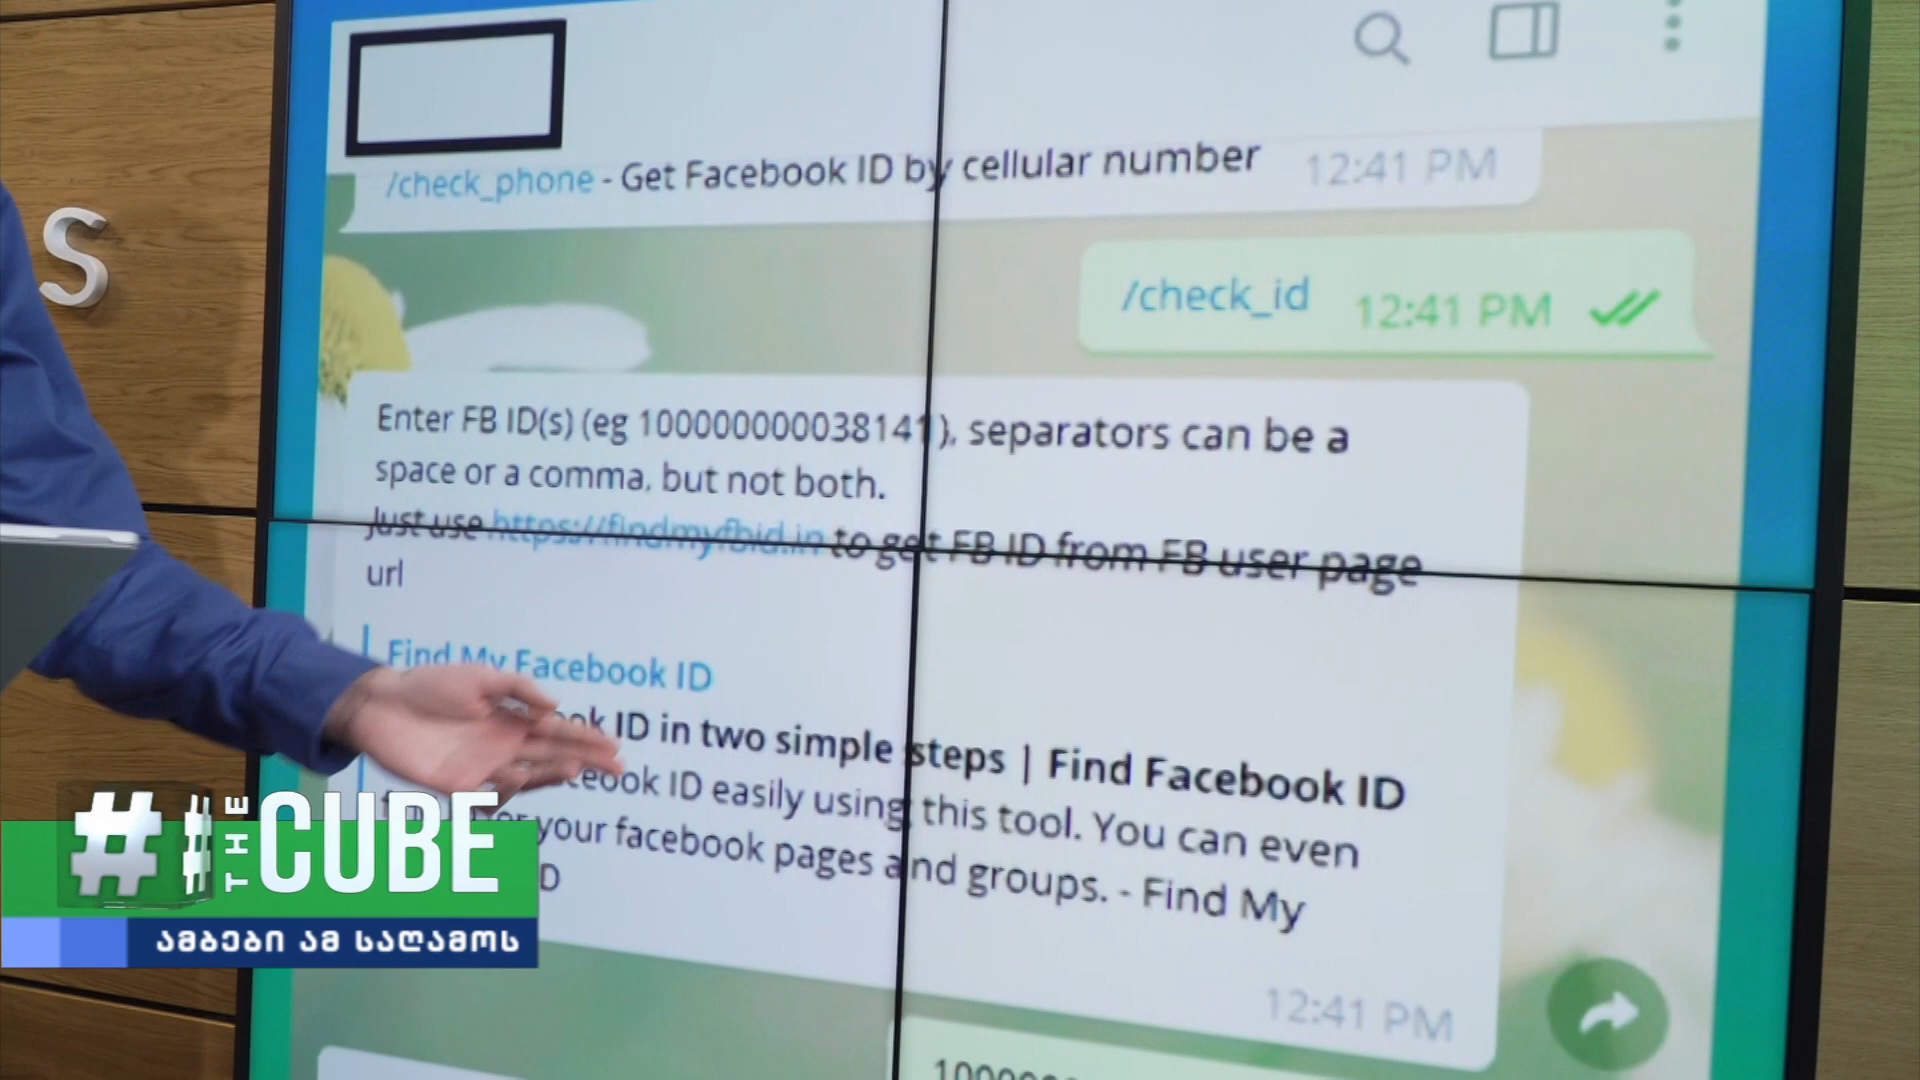 S
/check_phone - Get Facebook ID by cellular number 12:41 PM
/check_id 12:41 PM
Enter FB ID(s) (eg 100000000038141), separators can be a
space or a comma, but not both.
Just use https://findmyfbid.in to get FB ID from FB user page
url
Find My Facebook ID
ID in two simple steps | Find Facebook ID
ID easily using this tool. You can even
your facebook pages and groups. - Find My
12:41 PM
# # THE CUBE
ამბები ამ საღამოს